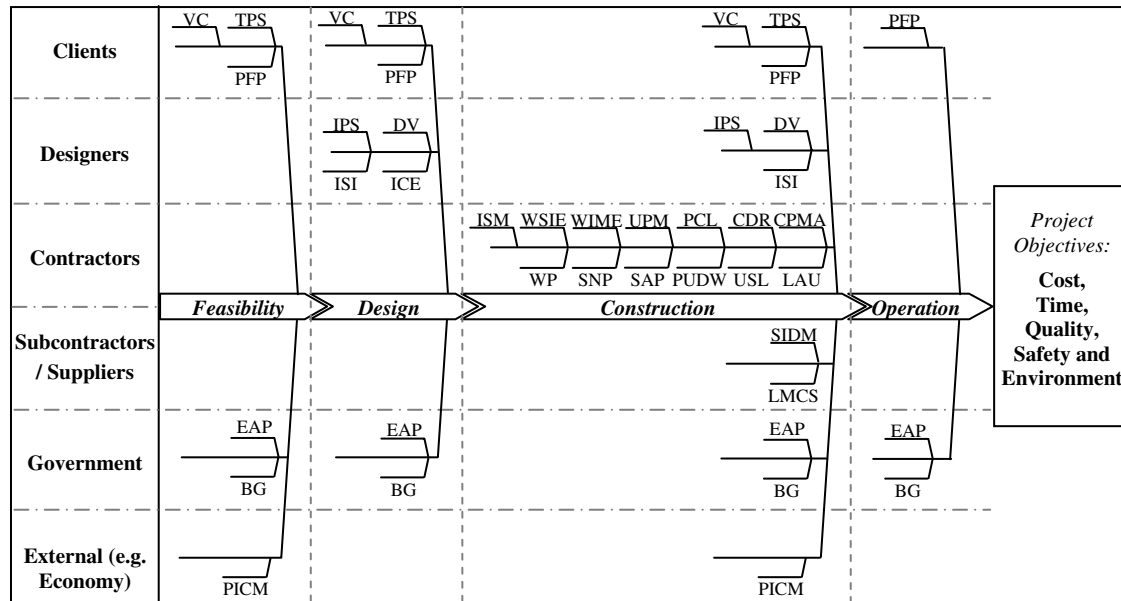 VC TPS VC TPS VC TPS PFP
Clients
PFP PFP PFP
IPS DV IPS DV
Designers
ISI ICE ISI
ISM WSIE WIME UPM PCL CDR CPMA
Contractors
WP SNP SAP PUDW USL LAU
Feasibility Design Construction Operation
Project
Objectives:
Cost,
Time,
Quality,
Safety and
Environment
Subcontractors
/ Suppliers
SIDM
LMCS
EAP EAP EAP EAP
Government
BG BG BG BG
External (e.g.
Economy)
PICM PICM